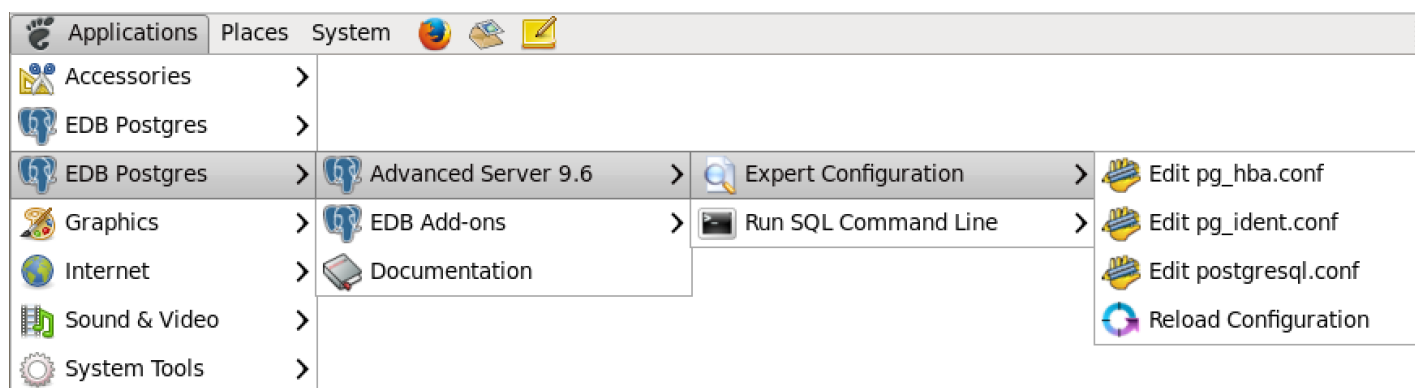 Applications Places System
Accessories
EDB Postgres
EDB Postgres Advanced Server 9.6 Expert Configuration Edit pg_hba.conf
Graphics EDB Add-ons Run SQL Command Line Edit pg_ident.conf
Internet Documentation Edit postgresql.conf
Sound & Video Reload Configuration
System Tools